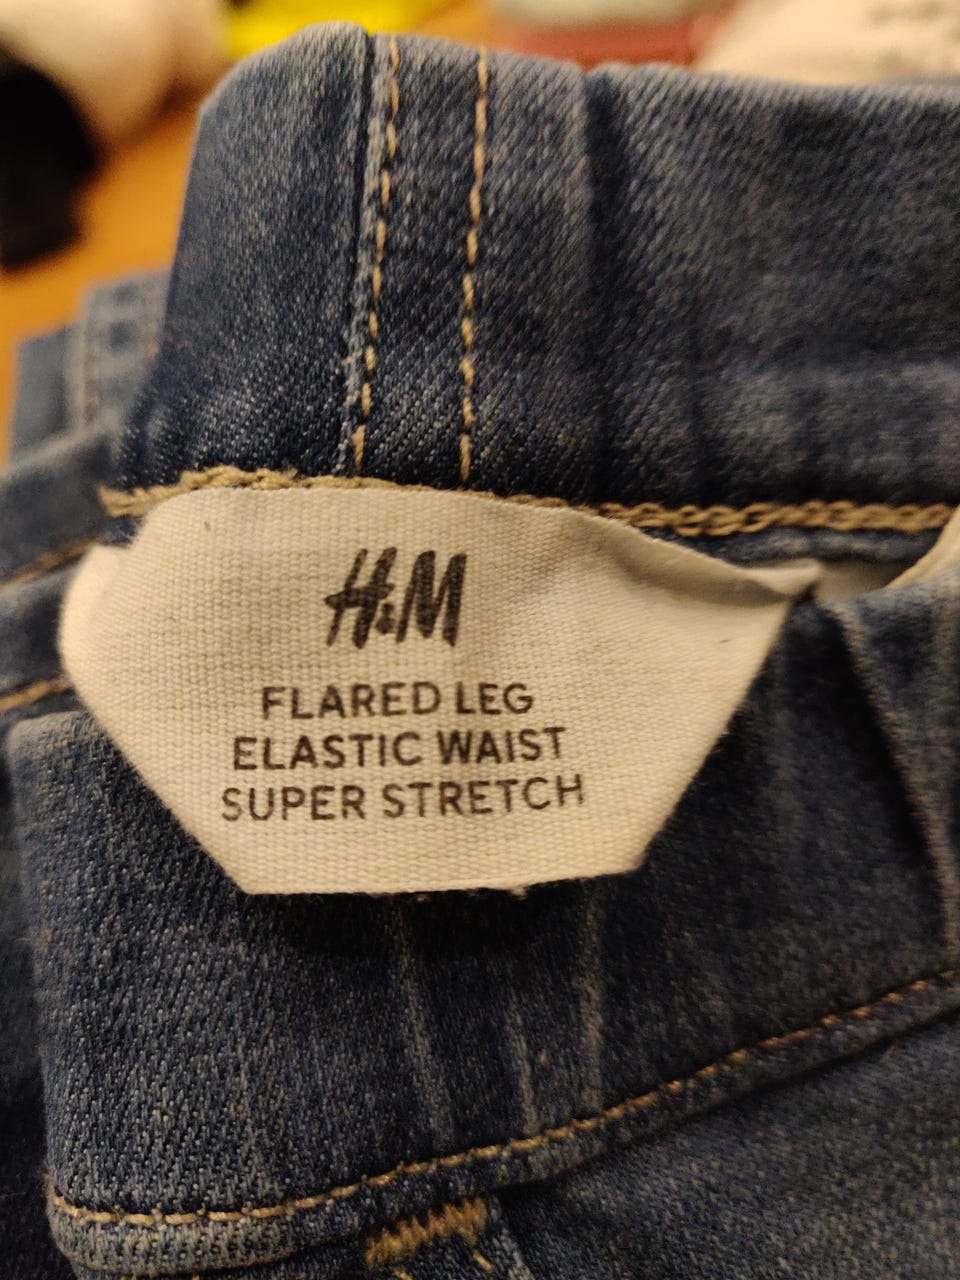 H&M
FLARED LEG
ELASTIC WAIST
SUPER STRETCH